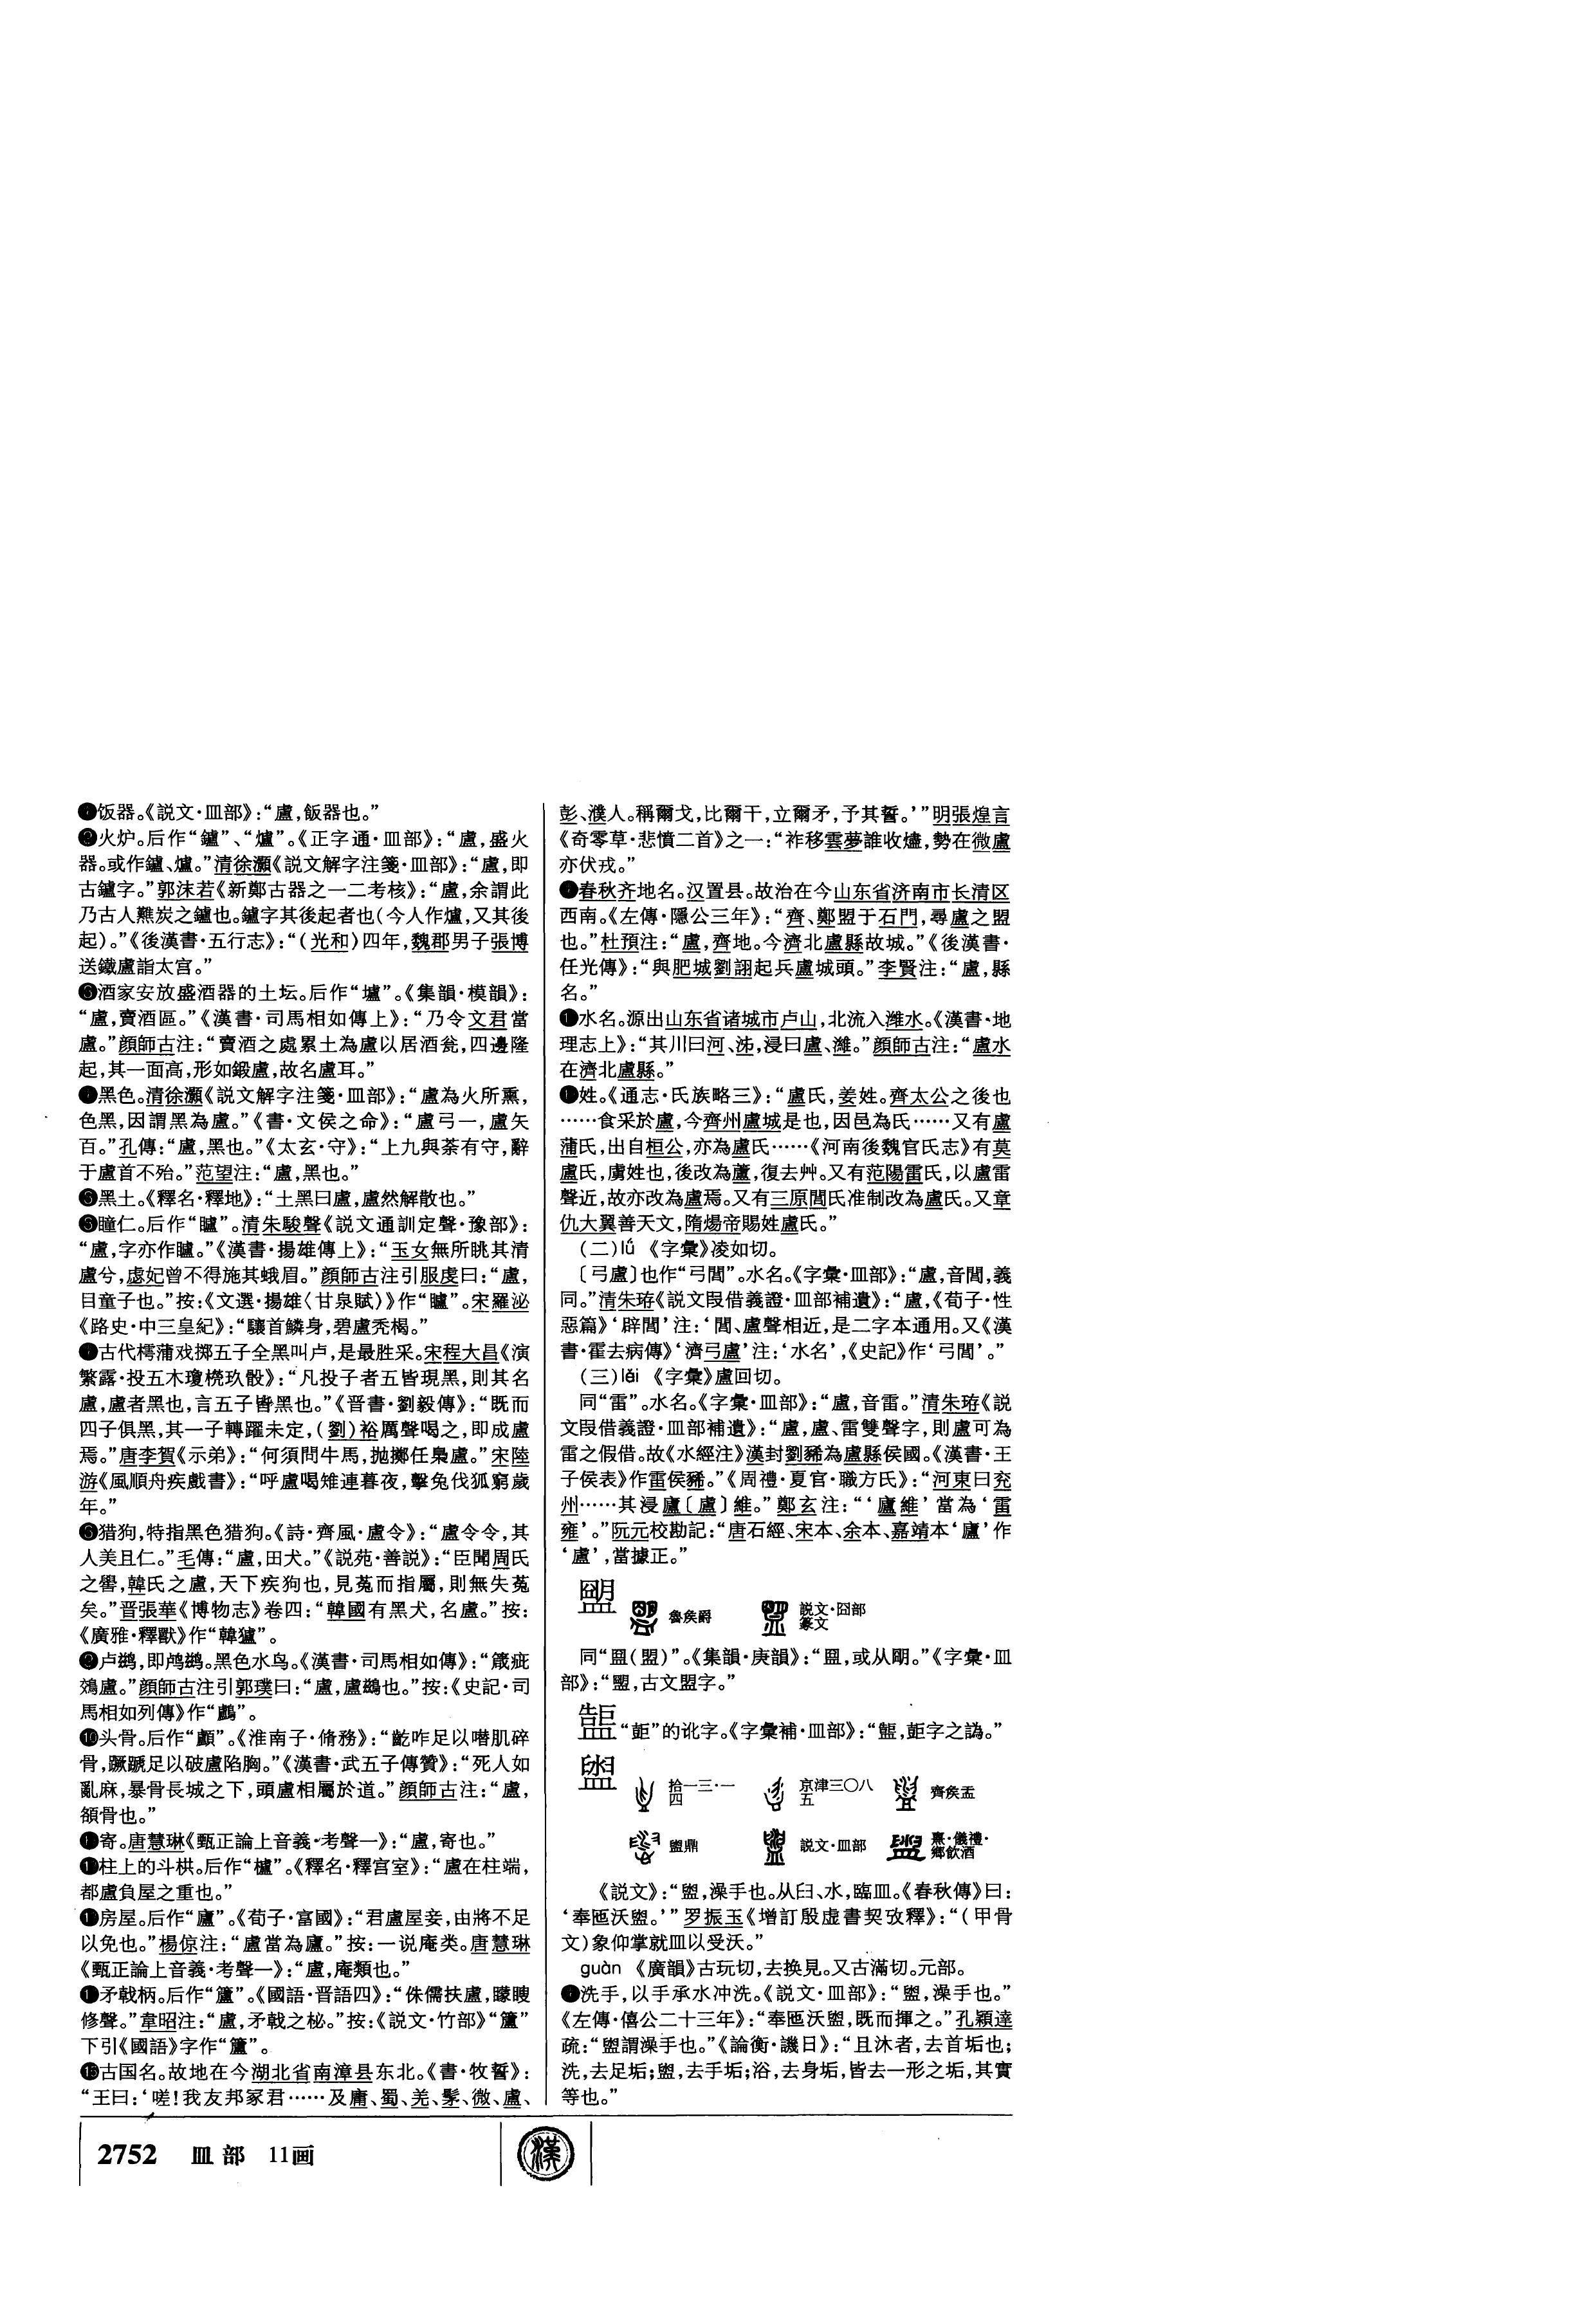 ❶饭器。《説文·皿部》：“盧，飯器也。”
❷火炉。后作“鑪”、“爐”。《正字通·皿部》：“盧，盛火
器。或作鑪、爐。”清徐灝《説文解字注箋·皿部》：“盧，即
古鑪字。”郭沫若《新鄭古器之一二考核》：“盧，余謂此
乃古人爇炭之鑪也。鑪字其後起者也（今人作爐，又其後
起）。”《後漢書·五行志》：“（光和）四年，魏郡男子張博
送鐵盧詣太官。”
❸酒家安放盛酒器的土坛。后作“壚”。《集韻·模韻》：
“盧，賣酒區。”《漢書·司馬相如傳上》：“乃令文君當
盧。”顔師古注：“賣酒之處累土為盧以居酒瓮，四邊隆
起，其一面高，形如鍛盧，故名盧耳。”
❹黑色。清徐灝《説文解字注箋·皿部》：“盧為火所熏，
色黑，因謂黑為盧。”《書·文侯之命》：“盧弓一，盧矢
百。”孔傳：“盧，黑也。”《太玄·守》：“上九與荼有守，辭
于盧首不殆。”范望注：“盧，黑也。”
❺黑土。《釋名·釋地》：“土黑曰盧，盧然解散也。”
❻瞳仁。后作“矑”。清朱駿聲《説文通訓定聲·豫部》：
“盧，字亦作矑。”《漢書·揚雄傳上》：“玉女無所眺其清
盧兮，虙妃曾不得施其蛾眉。”顔師古注引服虔曰：“盧，
目童子也。”按：《文選·揚雄〈甘泉賦〉》作“矑”。宋羅泌
《路史·中三皇紀》：“驤首鱗身，碧盧秃楬。”
❼古代樗蒲戏掷五子全黑叫卢，是最胜采。宋程大昌《演
繁露·投五木瓊橩玖骰》：“凡投子者五皆現黑，則其名
盧，盧者黑也，言五子皆黑也。”《晋書·劉毅傳》：“既而
四子俱黑，其一子轉躍未定，（劉）裕厲聲喝之，即成盧
焉。”唐李賀《示弟》：“何須問牛馬，抛擲任梟盧。”宋陸
游《風順舟疾戲書》：“呼盧喝雉連暮夜，擊兔伐狐窮歲
年。”
❽猎狗，特指黑色猎狗。《詩·齊風·盧令》：“盧令令，其
人美且仁。”毛傳：“盧，田犬。”《説苑·善説》：“臣聞周氏
之嚳，韓氏之盧，天下疾狗也，見菟而指屬，則無失菟
矣。”晋張華《博物志》卷四：“韓國有黑犬，名盧。”按：
《廣雅·釋獸》作“韓獹”。
❾卢鹚，即鸬鹚。黑色水鸟。《漢書·司馬相如傳》：“箴疵
鵁盧。”顔師古注引郭璞曰：“盧，盧鷀也。”按：《史記·司
馬相如列傳》作“鸕”。
❿头骨。后作“顱”。《淮南子·脩務》：“齕咋足以噆肌碎
骨，蹶蹏足以破盧陷胸。”《漢書·武五子傳贊》：“死人如
亂麻，暴骨長城之下，頭盧相屬於道。”顔師古注：“盧，
頟骨也。”
⓫寄。唐慧琳《甄正論上音義·考聲一》：“盧，寄也。”
⓬柱上的斗栱。后作“櫨”。《釋名·釋宫室》：“盧在柱端，
都盧負屋之重也。”
⓭房屋。后作“廬”。《荀子·富國》：“君盧屋妾，由將不足
以免也。”楊倞注：“盧當為廬。”按：一说庵类。唐慧琳
《甄正論上音義·考聲一》：“盧，庵類也。”
⓮矛戟柄。后作“籚”。《國語·晋語四》：“侏儒扶盧，矇瞍
修聲。”韋昭注：“盧，矛戟之柲。”按：《説文·竹部》“籚”
下引《國語》字作“籚”。
⓯古国名。故地在今湖北省南漳县东北。《書·牧誓》：
“王曰：‘嗟！我友邦冢君……及庸、蜀、羌、髳、微、盧、
彭、濮人。稱爾戈，比爾干，立爾矛，予其誓。’”明張煌言
《奇零草·悲憤二首》之一：“祚移雲夢誰收燼，勢在微盧
亦伏戎。”
⓰春秋齐地名。汉置县。故治在今山东省济南市长清区
西南。《左傳·隱公三年》：“齊、鄭盟于石門，尋盧之盟
也。”杜預注：“盧，齊地。今濟北盧縣故城。”《後漢書·
任光傳》：“與肥城劉詡起兵盧城頭。”李賢注：“盧，縣
名。”
⓱水名。源出山东省诸城市卢山，北流入潍水。《漢書·地
理志上》：“其川曰河、泲，浸曰盧、濰。”顔師古注：“盧水
在濟北盧縣。”
⓲姓。《通志·氏族略三》：“盧氏，姜姓。齊太公之後也
……食采於盧，今齊州盧城是也，因邑為氏……又有盧
蒲氏，出自桓公，亦為盧氏……《河南後魏官氏志》有莫
盧氏，虜姓也，後改為蘆，復去艸。又有范陽雷氏，以盧雷
聲近，故亦改為盧焉。又有三原閭氏准制改為盧氏。又章
仇大翼善天文，隋煬帝賜姓盧氏。”
（二）lǘ 《字彙》凌如切。
〔弓盧〕也作“弓閭”。水名。《字彙·皿部》：“盧，音閭，義
同。”清朱珔《説文叚借義證·皿部補遺》：“盧，《荀子·性
惡篇》‘辟閭’注：‘閭、盧聲相近，是二字本通用。又《漢
書·霍去病傳》‘濟弓盧’注：‘水名’，《史記》作‘弓閭’。”
（三）lěi 《字彙》盧回切。
同“雷”。水名。《字彙·皿部》：“盧，音雷。”清朱珔《説
文叚借義證·皿部補遺》：“盧，盧、雷雙聲字，則盧可為
雷之假借。故《水經注》漢封劉豨為盧縣侯國。《漢書·王
子侯表》作雷侯豨。”《周禮·夏官·職方氏》：“河東曰兖
州……其浸廬〔盧〕維。”鄭玄注：“‘廬維’當為‘雷
雍’。”阮元校勘記：“唐石經、宋本、余本、嘉靖本‘廬’作
‘盧’，當據正。”
魯矦爵 説文·囧部
篆文
同“盟（盟）”。《集韻·庚韻》：“盟，或从朙。”《字彙·皿
部》：“盟，古文盟字。”
“䣓”的讹字。《字彙補·皿部》：
盥
拾一三·一
四 京津三〇八
五 齊矦盂
盥鼎 説文·皿部 熹·儀禮·
鄉飲酒
《説文》：“盥，澡手也。从𦥑、水，臨皿。《春秋傳》曰：
‘奉匜沃盥。’”罗振玉《增訂殷虚書契攷釋》：“（甲骨
文）象仰掌就皿以受沃。”
guàn 《廣韻》古玩切，去换見。又古滿切。元部。
❶洗手，以手承水冲洗。《説文·皿部》：“盥，澡手也。”
《左傳·僖公二十三年》：“奉匜沃盥，既而揮之。”孔穎達
疏：“盥謂澡手也。”《論衡·譏日》：“且沐者，去首垢也；
洗，去足垢；盥，去手垢；浴，去身垢，皆去一形之垢，其實
等也。”
2752 皿部 11画
漢